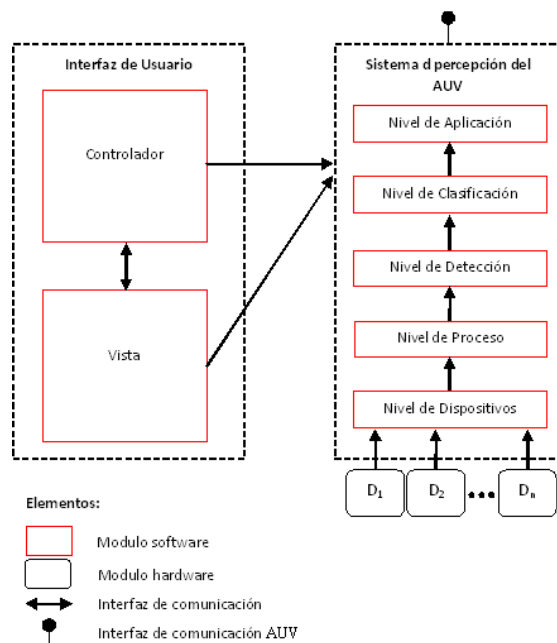 Interfaz de Usuario
Controlador
Vista
Sistema d percepción del
AUV
Nivel de Aplicación
Nivel de Clasificación
Nivel de Detección
Nivel de Proceso
Nivel de Dispositivos
D1 D2 ••• Dn
Elementos:
Modulo software
Modulo hardware
Interfaz de comunicación
Interfaz de comunicación AUV